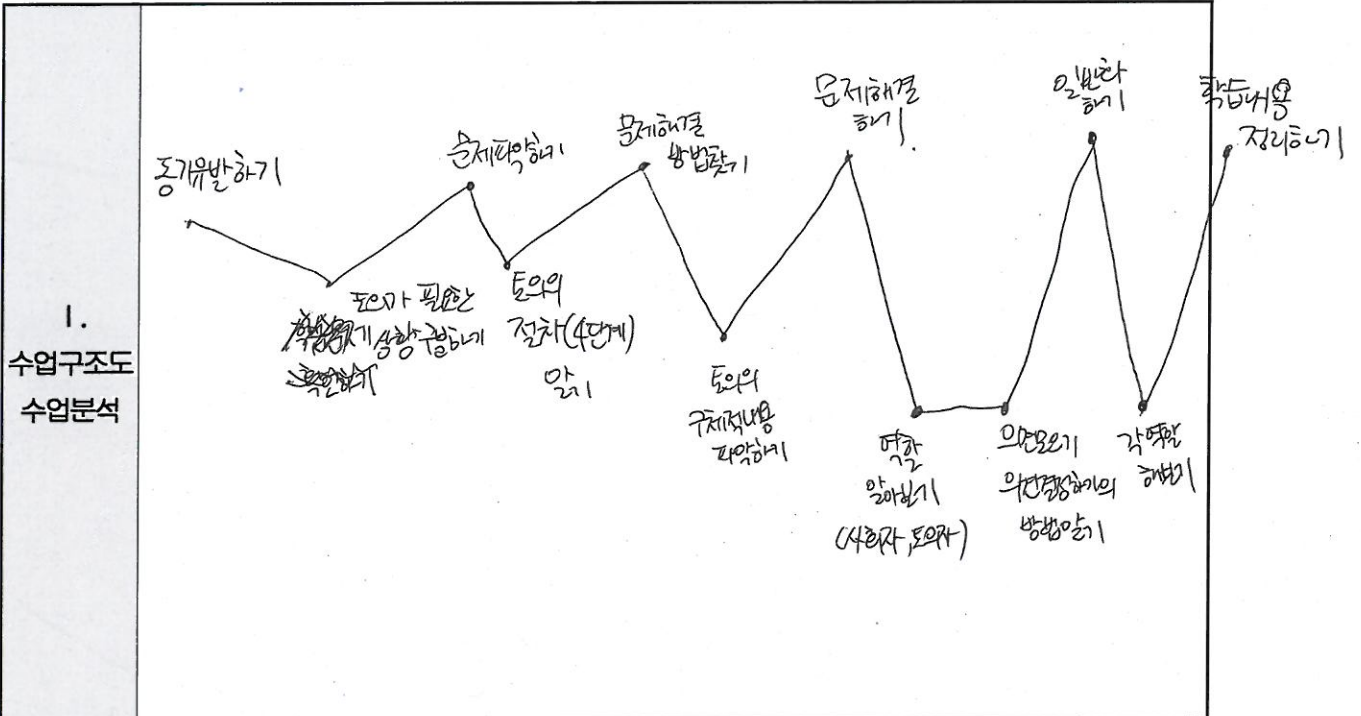 I.
수업구조도
수업분석
동기유발하기
토의가 필요한
상황 구별하기
문제파악하기
토의의
절차(4단계)
알기
문제해결
방법찾기
토의의
구체적내용
파악하기
문제해결
하기
역할
알아보기
(사회자, 토의자)
의견모으기
의사결정하기의
방법알기
일반화
하기
각 역할
해보기
학습내용
정리하기